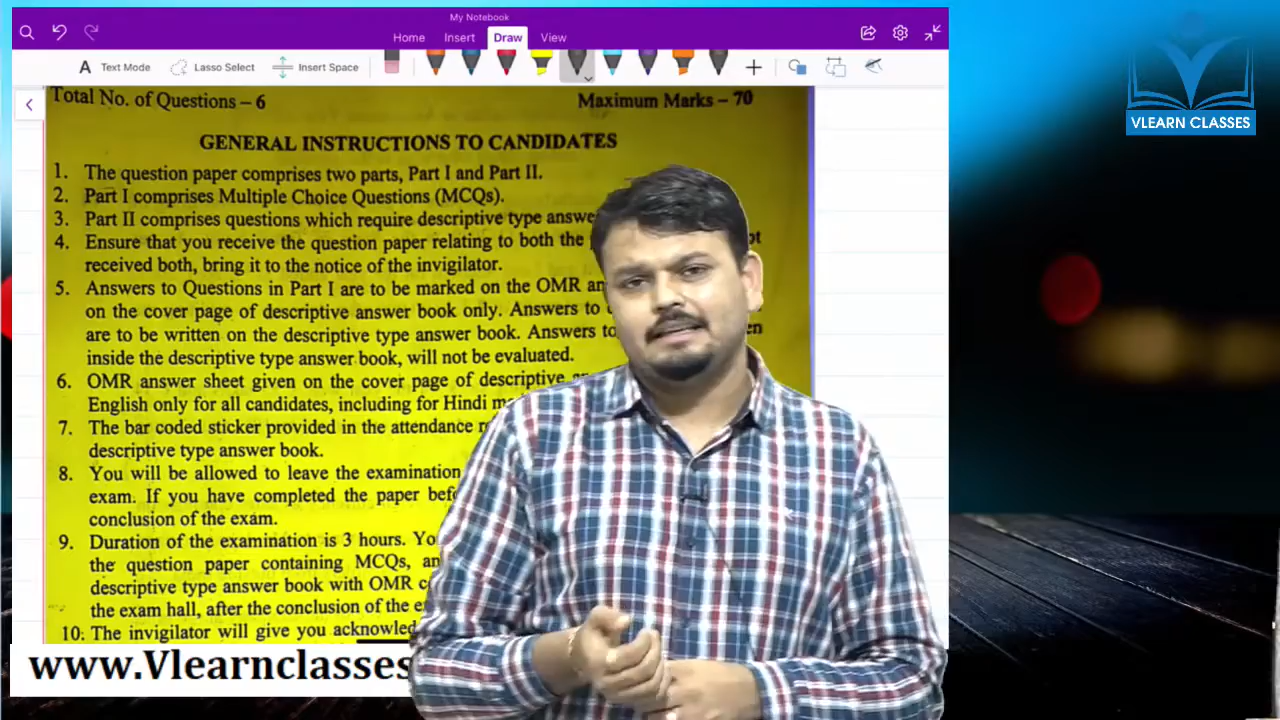 My Notebook
Home Insert Draw View
A Text Mode Lasso Select Insert Space
VLEARN CLASSES
Total No. of Questions – 6 Maximum Marks – 70
GENERAL INSTRUCTIONS TO CANDIDATES
1. The question paper comprises two parts, Part I and Part II.
2. Part I comprises Multiple Choice Questions (MCQs).
3. Part II comprises questions which require descriptive type
4. Ensure that you receive the question paper relating to both the
received both, bring it to the notice of the invigilator.
5. Answers to Questions in Part I are to be marked on the OMR
on the cover page of descriptive answer book only. Answers to
are to be written on the descriptive type answer book. Answers to
inside the descriptive type answer book, will not be evaluated.
6. OMR answer sheet given on the cover page of descriptive
English only for all candidates, including for Hindi
7. The bar coded sticker provided in the attendance
descriptive type answer book.
8. You will be allowed to leave the examination
exam. If you have completed the paper
conclusion of the exam.
9. Duration of the examination is 3 hours.
the question paper containing MCQs,
descriptive type answer book with OMR
the exam hall, after the conclusion of the
10. The invigilator will give you
www.Vlearnclasses